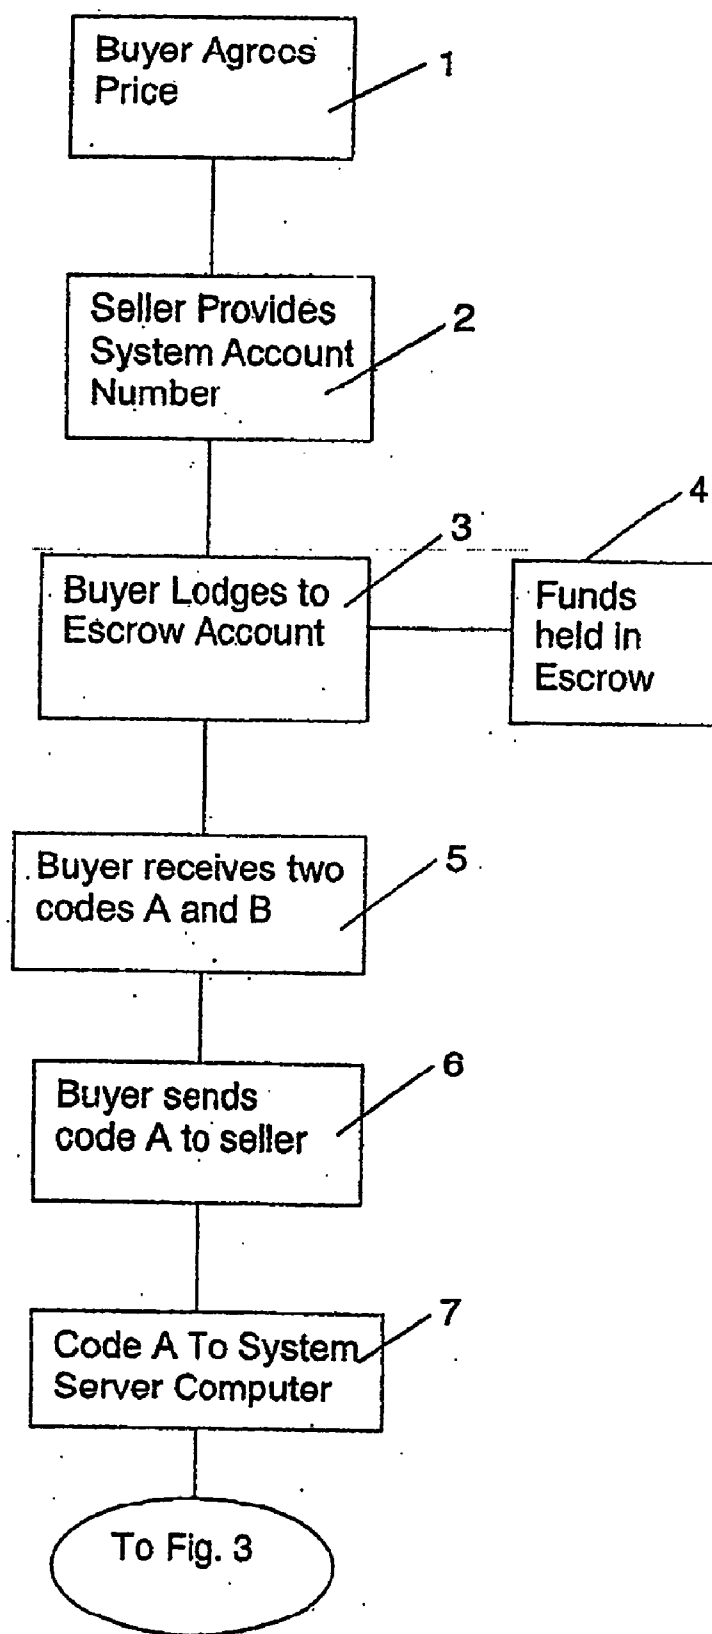 Buyer Agrees
Price
1
Seller Provides
System Account
Number
2
Buyer Lodges to
Escrow Account
3
Funds
held in
Escrow
4
Buyer receives two
codes A and B
5
Buyer sends
code A to seller
6
Code A To System
Server Computer
7
To Fig. 3